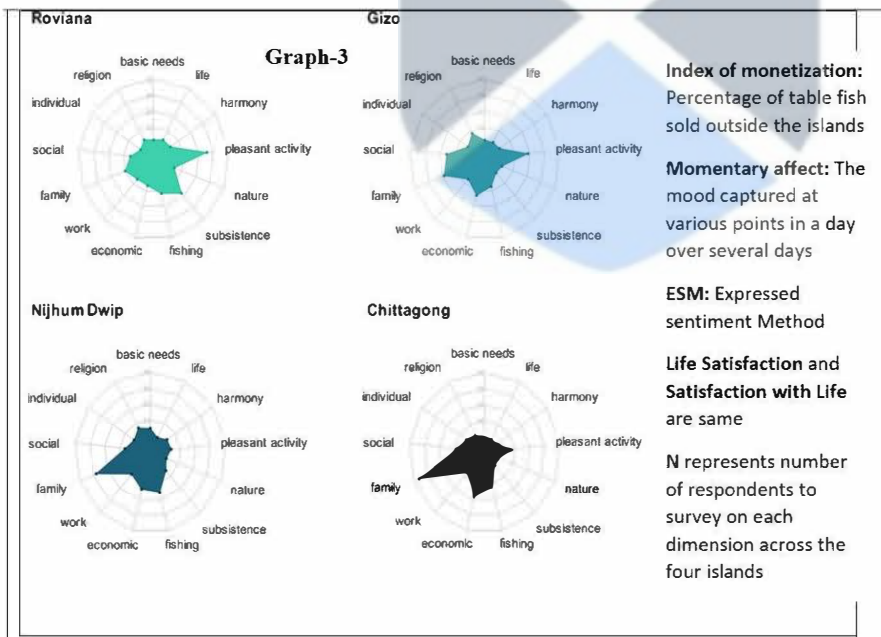 Roviana
Gizo
Graph-3
basic needs
religion
life
individual
harmony
social
pleasant activity
family
nature
work
subsistence
economic
fishing
basic needs
religion
life
individual
harmony
social
pleasant activity
family
nature
work
subsistence
economic
fishing
Nijhum Dwip
Chittagong
basic needs
religion
life
individual
harmony
social
pleasant activity
family
nature
work
subsistence
economic
fishing
basic needs
religion
life
individual
harmony
social
pleasant activity
family
nature
work
subsistence
economic
fishing
Index of monetization:
Percentage of table fish
sold outside the islands
Momentary affect: The
mood captured at
various points in a day
over several days
ESM: Expressed
sentiment Method
Life Satisfaction and
Satisfaction with Life
are same
N represents number
of respondents to
survey on each
dimension across the
four islands